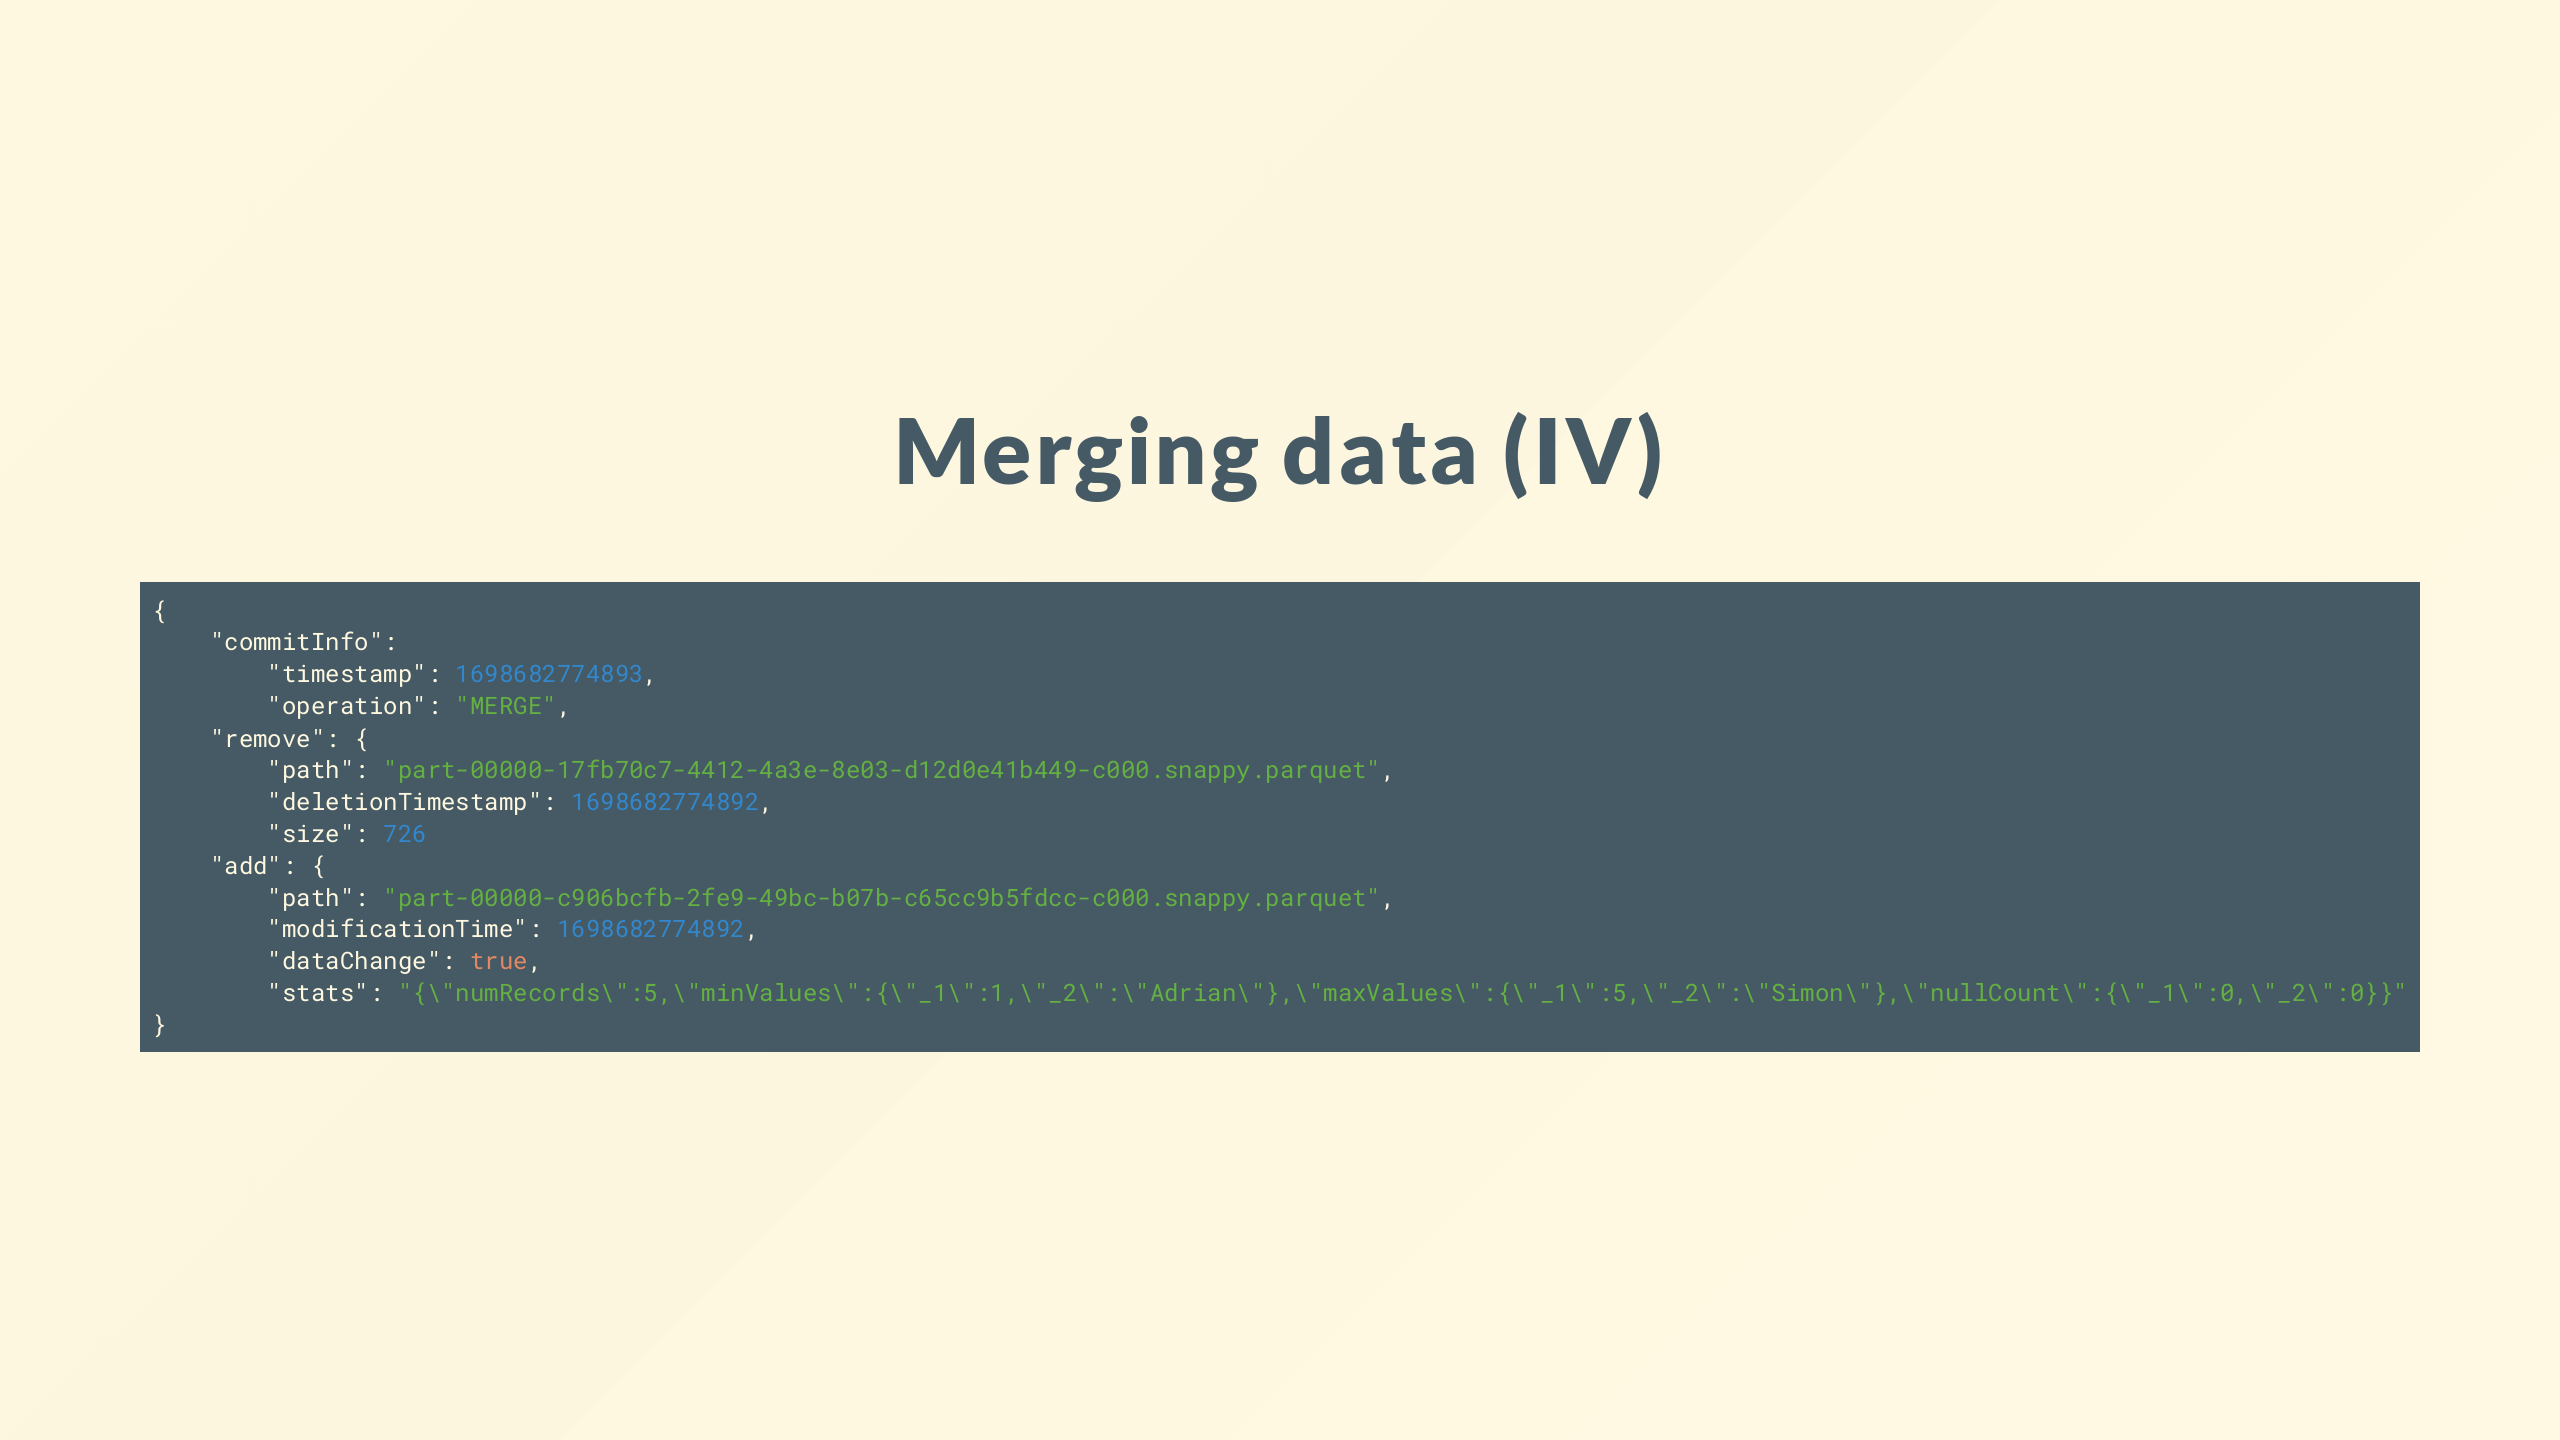 Merging data (IV)
{
    "commitInfo":
        "timestamp": 1698682774893,
        "operation": "MERGE",
    "remove": {
        "path": "part-00000-17fb70c7-4412-4a3e-8e03-d12d0e41b449-c000.snappy.parquet",
        "deletionTimestamp": 1698682774892,
        "size": 726
    "add": {
        "path": "part-00000-c906bcfb-2fe9-49bc-b07b-c65cc9b5fdcc-c000.snappy.parquet",
        "modificationTime": 1698682774892,
        "dataChange": true,
        "stats": "{\"numRecords\":5,\"minValues\":{\"_1\":1,\"_2\":\"Adrian\"},\"maxValues\":{\"_1\":5,\"_2\":\"Simon\"},\"nullCount\":{\"_1\":0,\"_2\":0}}"
}